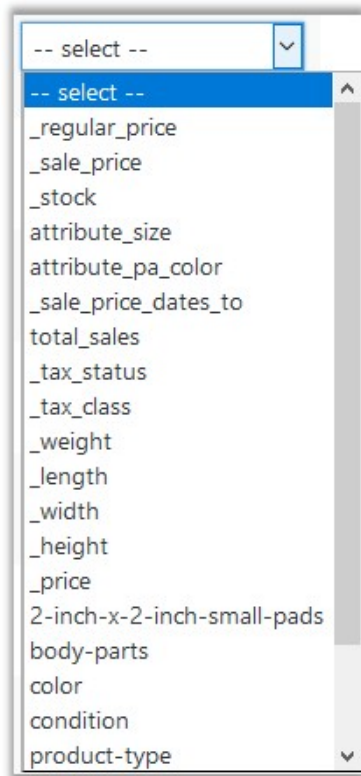 -- select --
-- select --
_regular_price
_sale_price
_stock
attribute_size
attribute_pa_color
_sale_price_dates_to
total_sales
_tax_status
_tax_class
_weight
_length
_width
_height
_price
2-inch-x-2-inch-small-pads
body-parts
color
condition
product-type